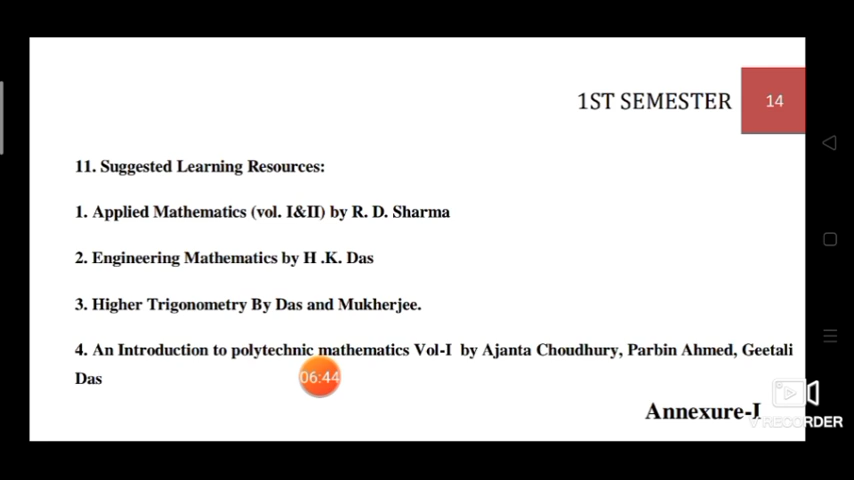 1ST SEMESTER 14
11. Suggested Learning Resources:
1. Applied Mathematics (vol. I&II) by R. D. Sharma
2. Engineering Mathematics by H .K. Das
3. Higher Trigonometry By Das and Mukherjee.
4. An Introduction to polytechnic mathematics Vol-I by Ajanta Choudhury, Parbin Ahmed, Geetali
Das
06:44
Annexure-I
V RECORDER